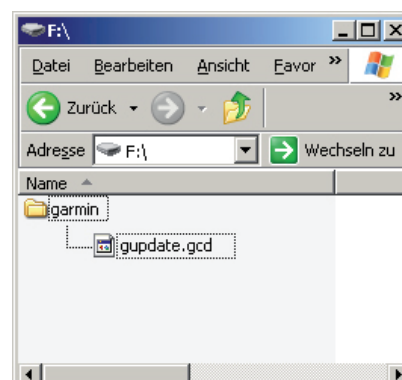 F:\
Datei Bearbeiten Ansicht Favor »
Zurück »
Adresse F:\ Wechseln zu
Name
garmin
gupdate.gcd